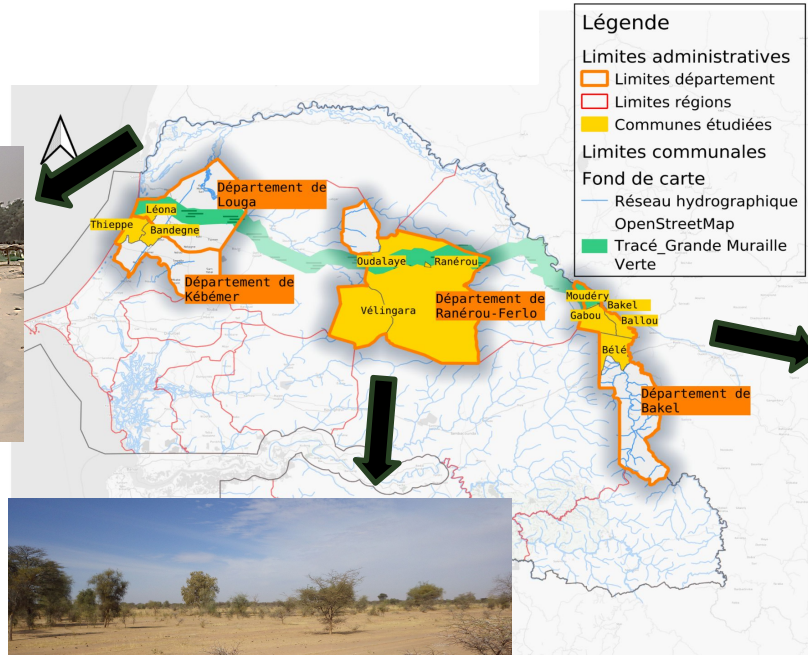 Légende
Limites administratives
Limites département
Limites régions
Communes étudiées
Limites communales
Fond de carte
Réseau hydrographique
OpenStreetMap
Tracé_Grande Muraille
Verte
Département de
Louga
Léona
Thieppe
Bandegne
Département de
Kébémer
Oudalaye
Ranérou
Vélingara
Département de
Ranérou-Ferlo
Moudéry
Bakel
Gabou
Ballou
Bélé
Département de
Bakel